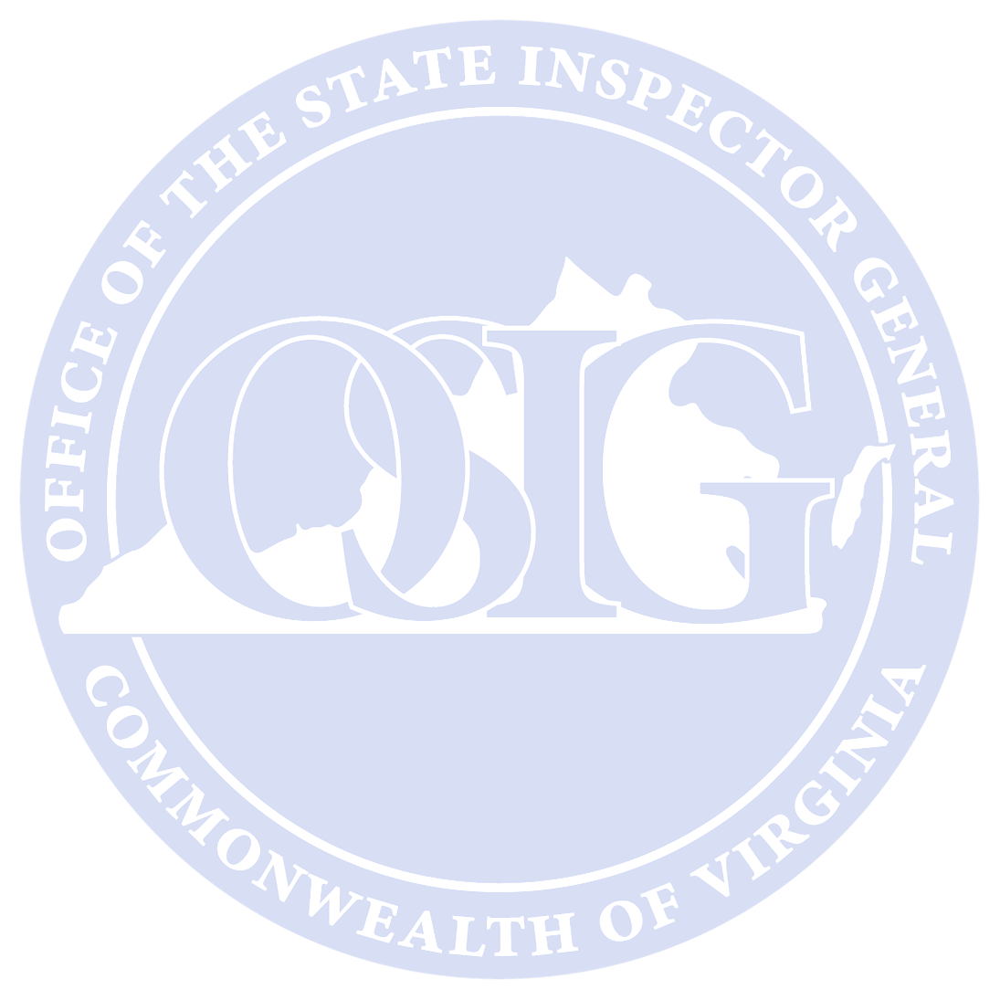 OFFICE OF THE STATE INSPECTOR GENERAL
OSIG
COMMONWEALTH OF VIRGINIA